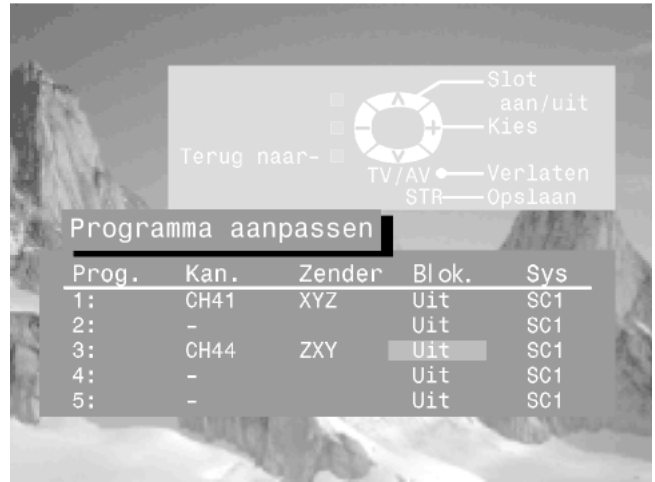 Slot
aan/uit
Kies
Terug naar-
TV/AV Verlaten
STR Opslaan
Programma aanpassen
Prog. Kan. Zender Blok. Sys
1: CH41 XYZ Uit SC1
2: - Uit SC1
3: CH44 ZXY Uit SC1
4: - Uit SC1
5: - Uit SC1